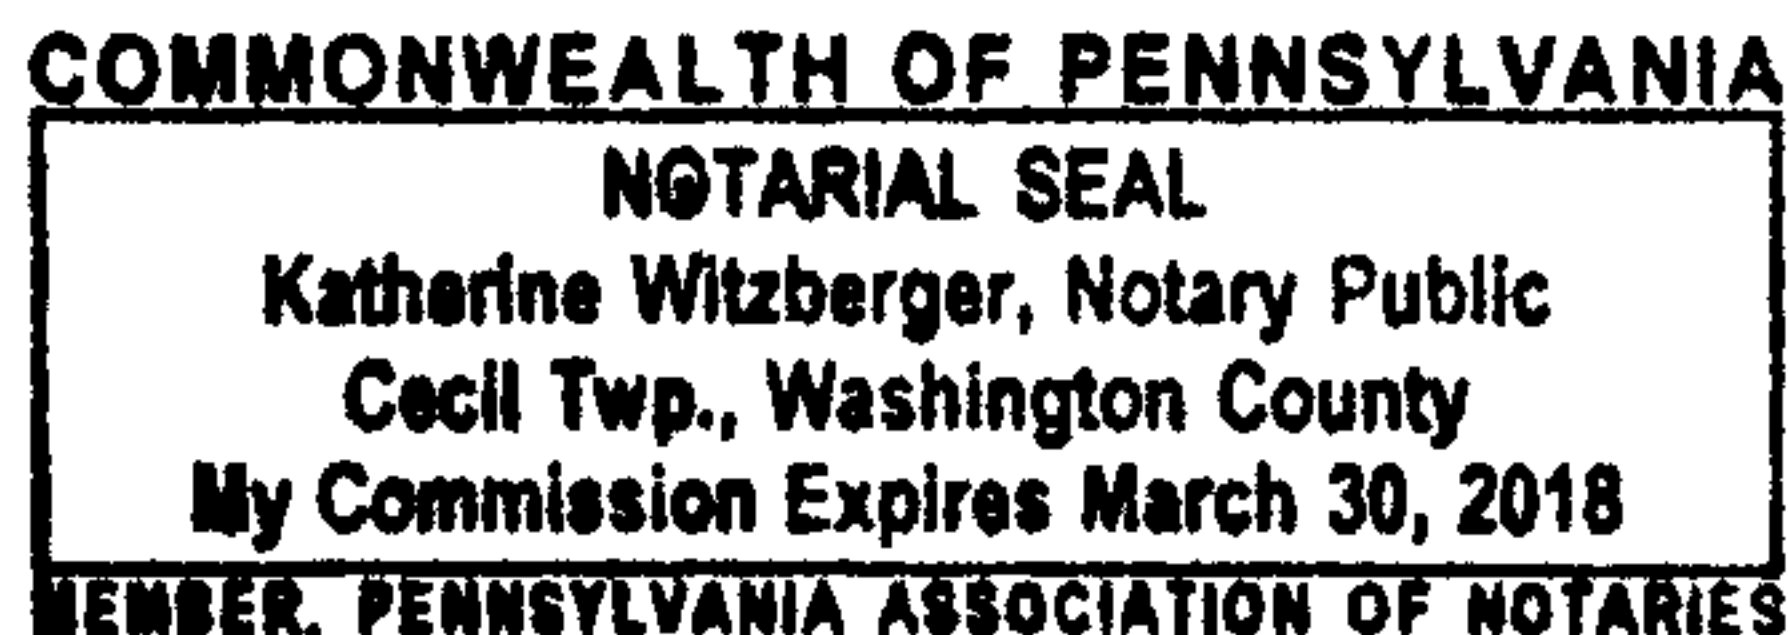 COMMONWEALTH OF PENNSYLVANIA
NOTARIAL SEAL
Katherine Witzberger, Notary Public
Cecil Twp., Washington County
My Commission Expires March 30, 2018
MEMBER, PENNSYLVANIA ASSOCIATION OF NOTARIES